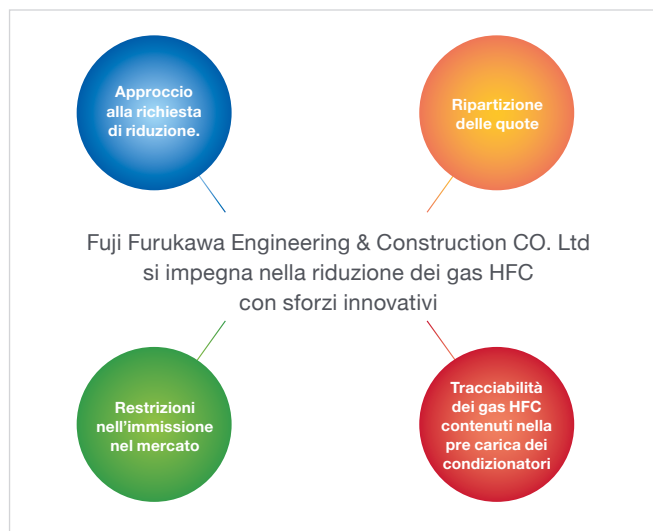 Approccio
alla richiesta
di riduzione.
Ripartizione
delle quote
Fuji Furukawa Engineering & Construction CO. Ltd
si impegna nella riduzione dei gas HFC
con sforzi innovativi
Restrizioni
nell'immissione
nel mercato
Tracciabilità
dei gas HFC
contenuti nella
pre carica dei
condizionatori